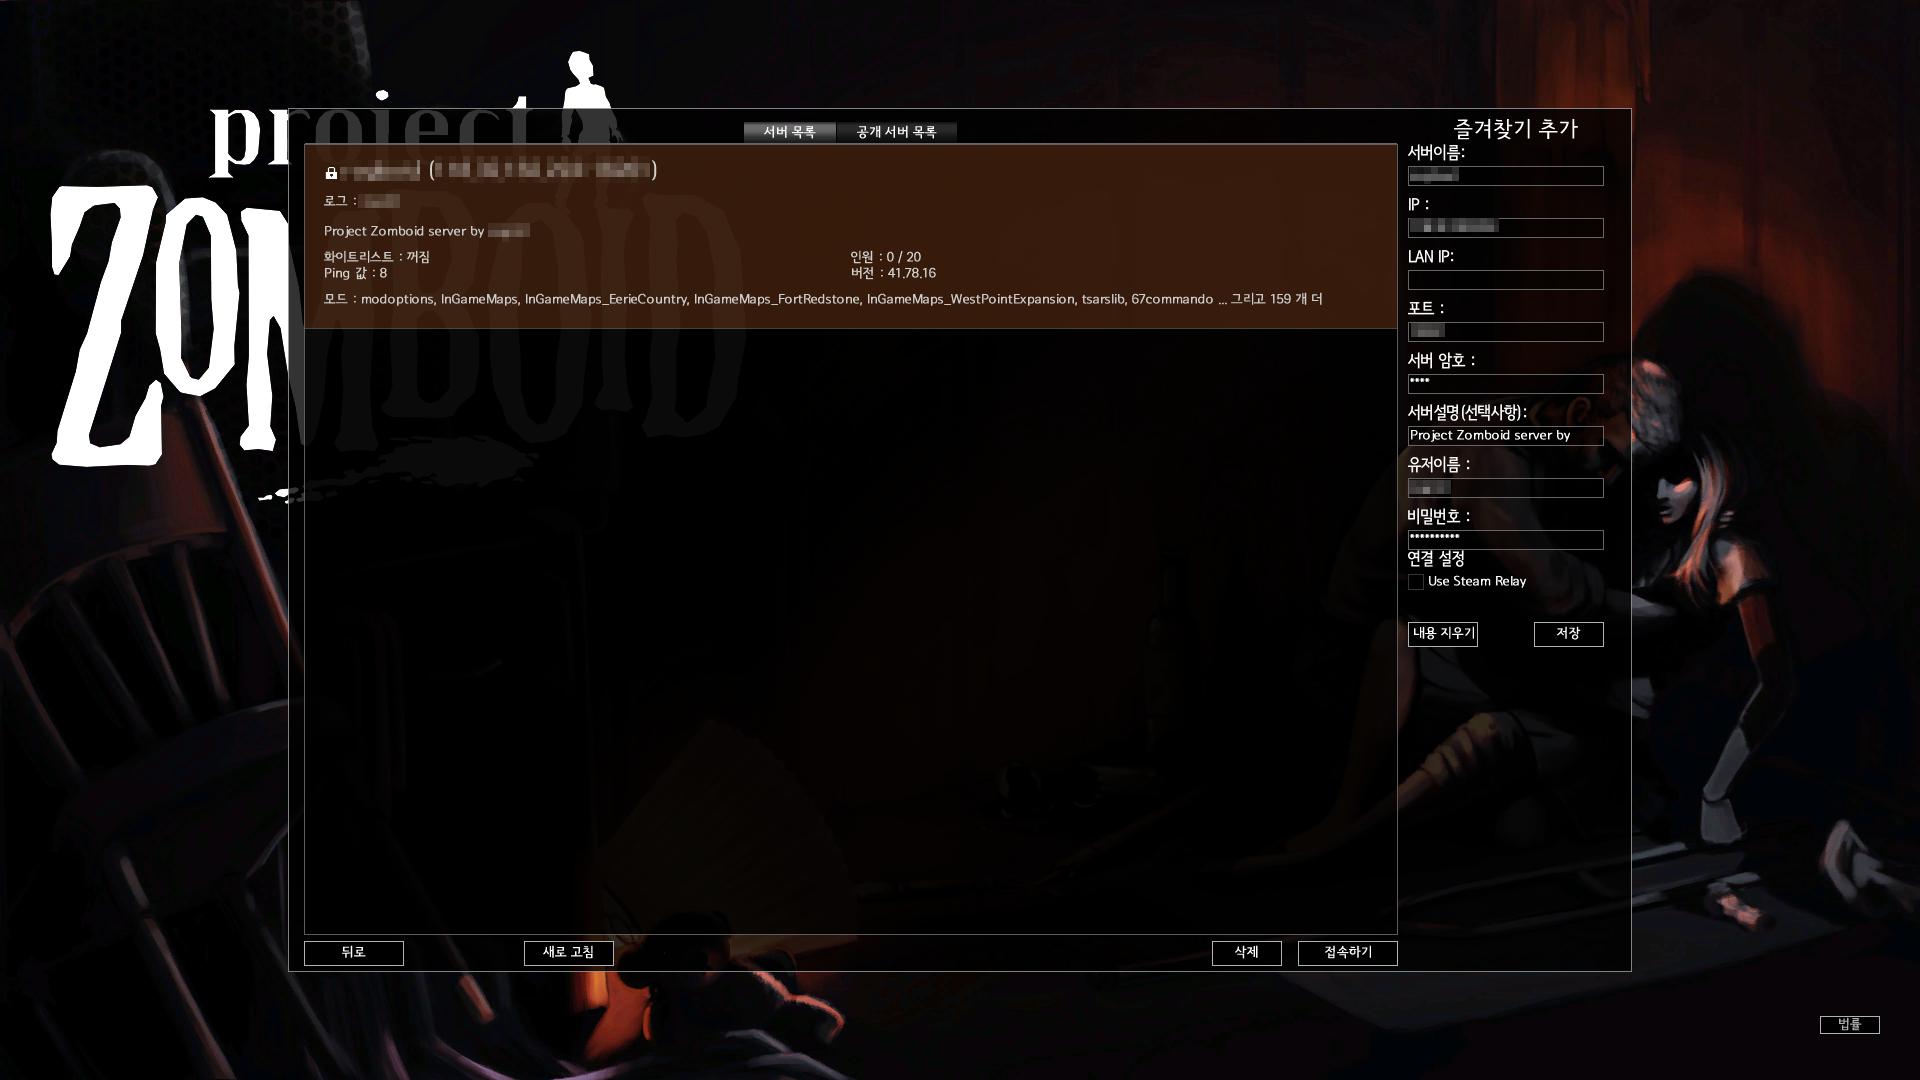 project
ZOMBOID
서버 목록
공개 서버 목록
로그 :
Project Zomboid server by
화이트리스트 : 꺼짐
Ping 값 : 8
인원 : 0 / 20
버전 : 41.78.16
모드 : modoptions, InGameMaps, InGameMaps_EerieCountry, InGameMaps_FortRedstone, InGameMaps_WestPointExpansion, tsarslib, 67commando ... 그리고 159 개 더
즐겨찾기 추가
서버이름:
IP :
LAN IP:
포트 :
서버 암호 :
****
서버설명(선택사항):
Project Zomboid server by
유저이름 :
비밀번호 :
**********
연결 설정
Use Steam Relay
내용 지우기
저장
뒤로
새로 고침
삭제
접속하기
법률